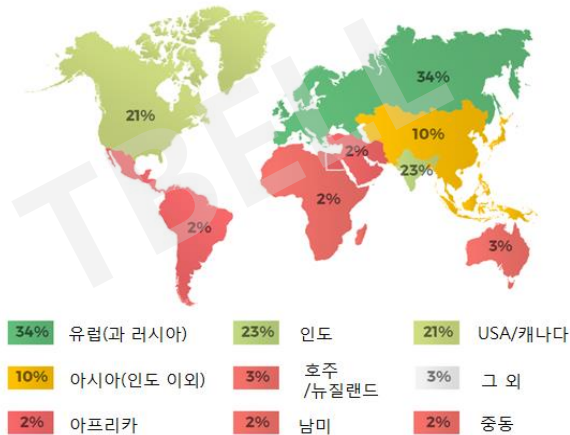 34%
21%
10%
2%
23%
2%
2%
3%
TBELL
34% 유럽(과 러시아) 23% 인도 21% USA/캐나다
10% 아시아(인도 이외) 3% 호주
/뉴질랜드 3% 그 외
2% 아프리카 2% 남미 2% 중동